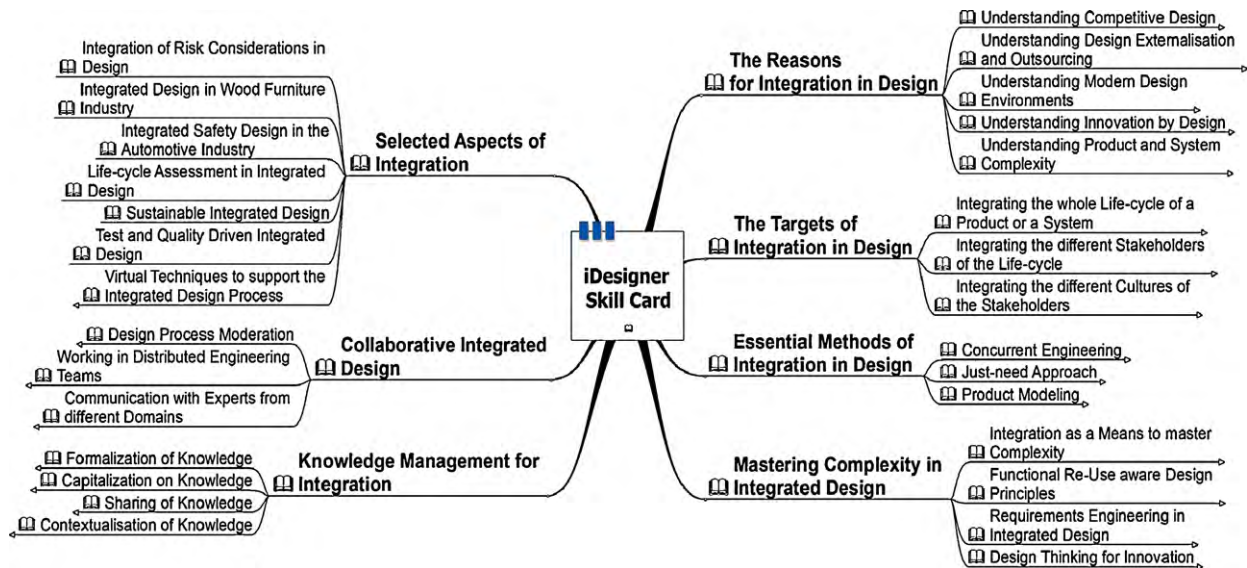 iDesigner
Skill Card
The Reasons
for Integration in Design
Understanding Competitive Design
Understanding Design Externalisation
and Outsourcing
Understanding Modern Design
Environments
Understanding Innovation by Design
Understanding Product and System
Complexity
The Targets of
Integration in Design
Integrating the whole Life-cycle of a
Product or a System
Integrating the different Stakeholders
of the Life-cycle
Integrating the different Cultures of
the Stakeholders
Essential Methods of
Integration in Design
Concurrent Engineering
Just-need Approach
Product Modeling
Mastering Complexity in
Integrated Design
Integration as a Means to master
Complexity
Functional Re-Use aware Design
Principles
Requirements Engineering in
Integrated Design
Design Thinking for Innovation
Selected Aspects of
Integration
Integration of Risk Considerations in
Design
Integrated Design in Wood Furniture
Industry
Integrated Safety Design in the
Automotive Industry
Life-cycle Assessment in Integrated
Design
Sustainable Integrated Design
Test and Quality Driven Integrated
Design
Virtual Techniques to support the
Integrated Design Process
Collaborative Integrated
Design
Design Process Moderation
Working in Distributed Engineering
Teams
Communication with Experts from
different Domains
Knowledge Management for
Integration
Formalization of Knowledge
Capitalization on Knowledge
Sharing of Knowledge
Contextualisation of Knowledge